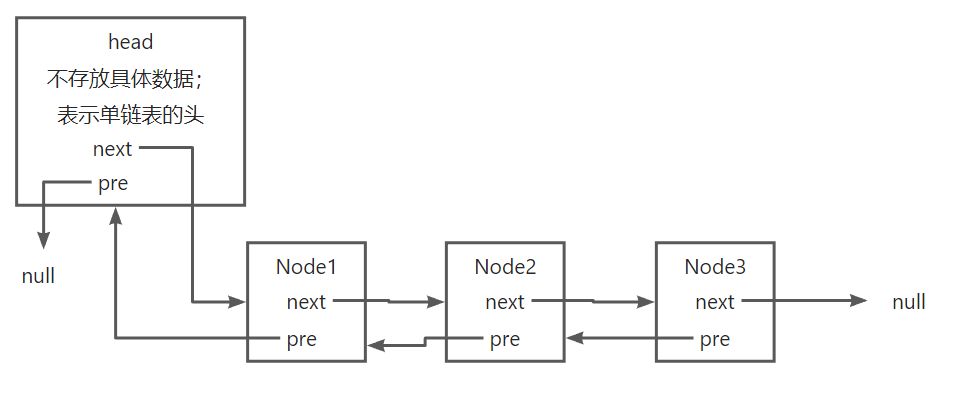 head
不存放具体数据；
表示单链表的头
next
pre
null
Node1
next
pre
Node2
next
pre
Node3
next
pre
null